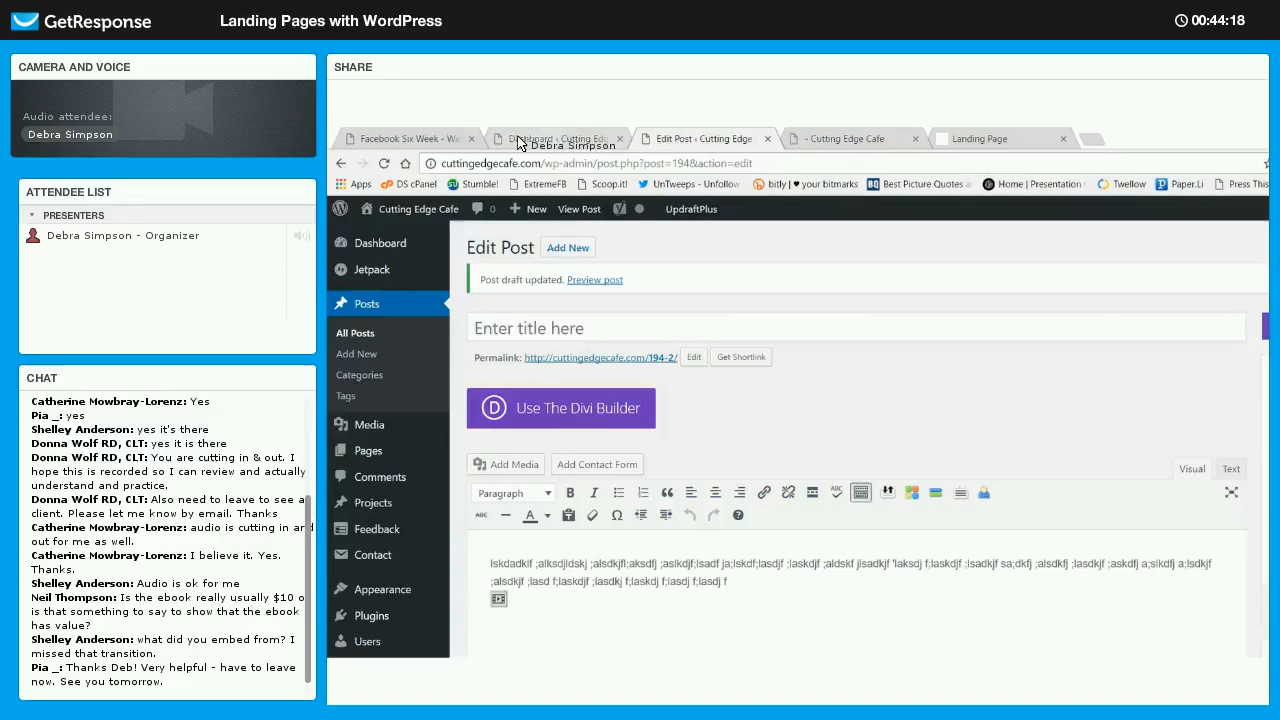 GetResponse
Landing Pages with WordPress
00:44:18
CAMERA AND VOICE
Audio attendee:
Debra Simpson
ATTENDEE LIST
PRESENTERS
Debra Simpson - Organizer
CHAT
Catherine Mowbray-Lorenz: Yes
Pia _: yes
Shelley Anderson: yes it's there
Donna Wolf RD, CLT: yes it is there
Donna Wolf RD, CLT: You are cutting in & out. I
hope this is recorded so I can review and actually
understand and practice.
Donna Wolf RD, CLT: Also need to leave to see a
client. Please let me know by email. Thanks
Catherine Mowbray-Lorenz: audio is cutting in and
out for me as well.
Catherine Mowbray-Lorenz: I believe it. Yes.
Thanks.
Shelley Anderson: Audio is ok for me
Neil Thompson: Is the ebook really usually $10 o
is that something to say to show that the ebook
has value?
Shelley Anderson: what did you embed from? I
missed that transition.
Pia _: Thanks Deb! Very helpful - have to leave
now. See you tomorrow.
SHARE
Facebook Six Week - We
Dashboard ‹ Cutting Edg
Edit Post ‹ Cutting Edge
- Cutting Edge Cafe
Landing Page
Debra Simpson
cuttingedgecafe.com/wp-admin/post.php?post=194&action=edit
Apps
DS cPanel
Stumble!
ExtremeFB
Scoop.it!
UnTweeps - Unfollow
bitly | ♥ your bitmarks
Best Picture Quotes a
Home | Presentation
Twellow
Paper.Li
Press This
Cutting Edge Cafe
0
New
View Post
UpdraftPlus
Dashboard
Jetpack
Posts
All Posts
Add New
Categories
Tags
Media
Pages
Comments
Projects
Feedback
Contact
Appearance
Plugins
Users
Edit Post
Add New
Post draft updated. Preview post
Enter title here
Permalink: http://cuttingedgecafe.com/194-2/
Edit
Get Shortlink
D
Use The Divi Builder
Add Media
Add Contact Form
Visual
Text
Paragraph
B
I
ABC
ABC
A